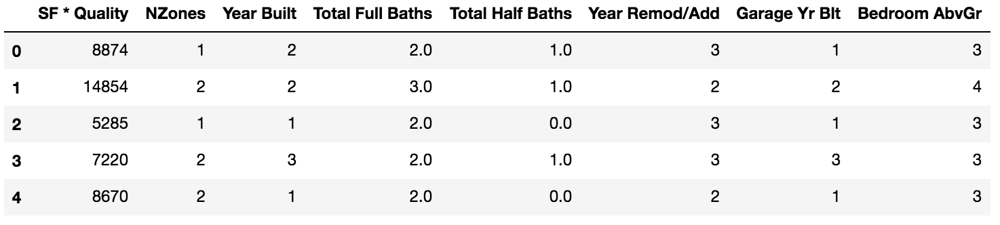 SF * Quality NZones Year Built Total Full Baths Total Half Baths Year Remod/Add Garage Yr Blt Bedroom AbvGr
0 8874 1 2 2.0 1.0 3 1 3
1 14854 2 2 3.0 1.0 2 2 4
2 5285 1 1 2.0 0.0 3 1 3
3 7220 2 3 2.0 1.0 3 3 3
4 8670 2 1 2.0 0.0 2 1 3